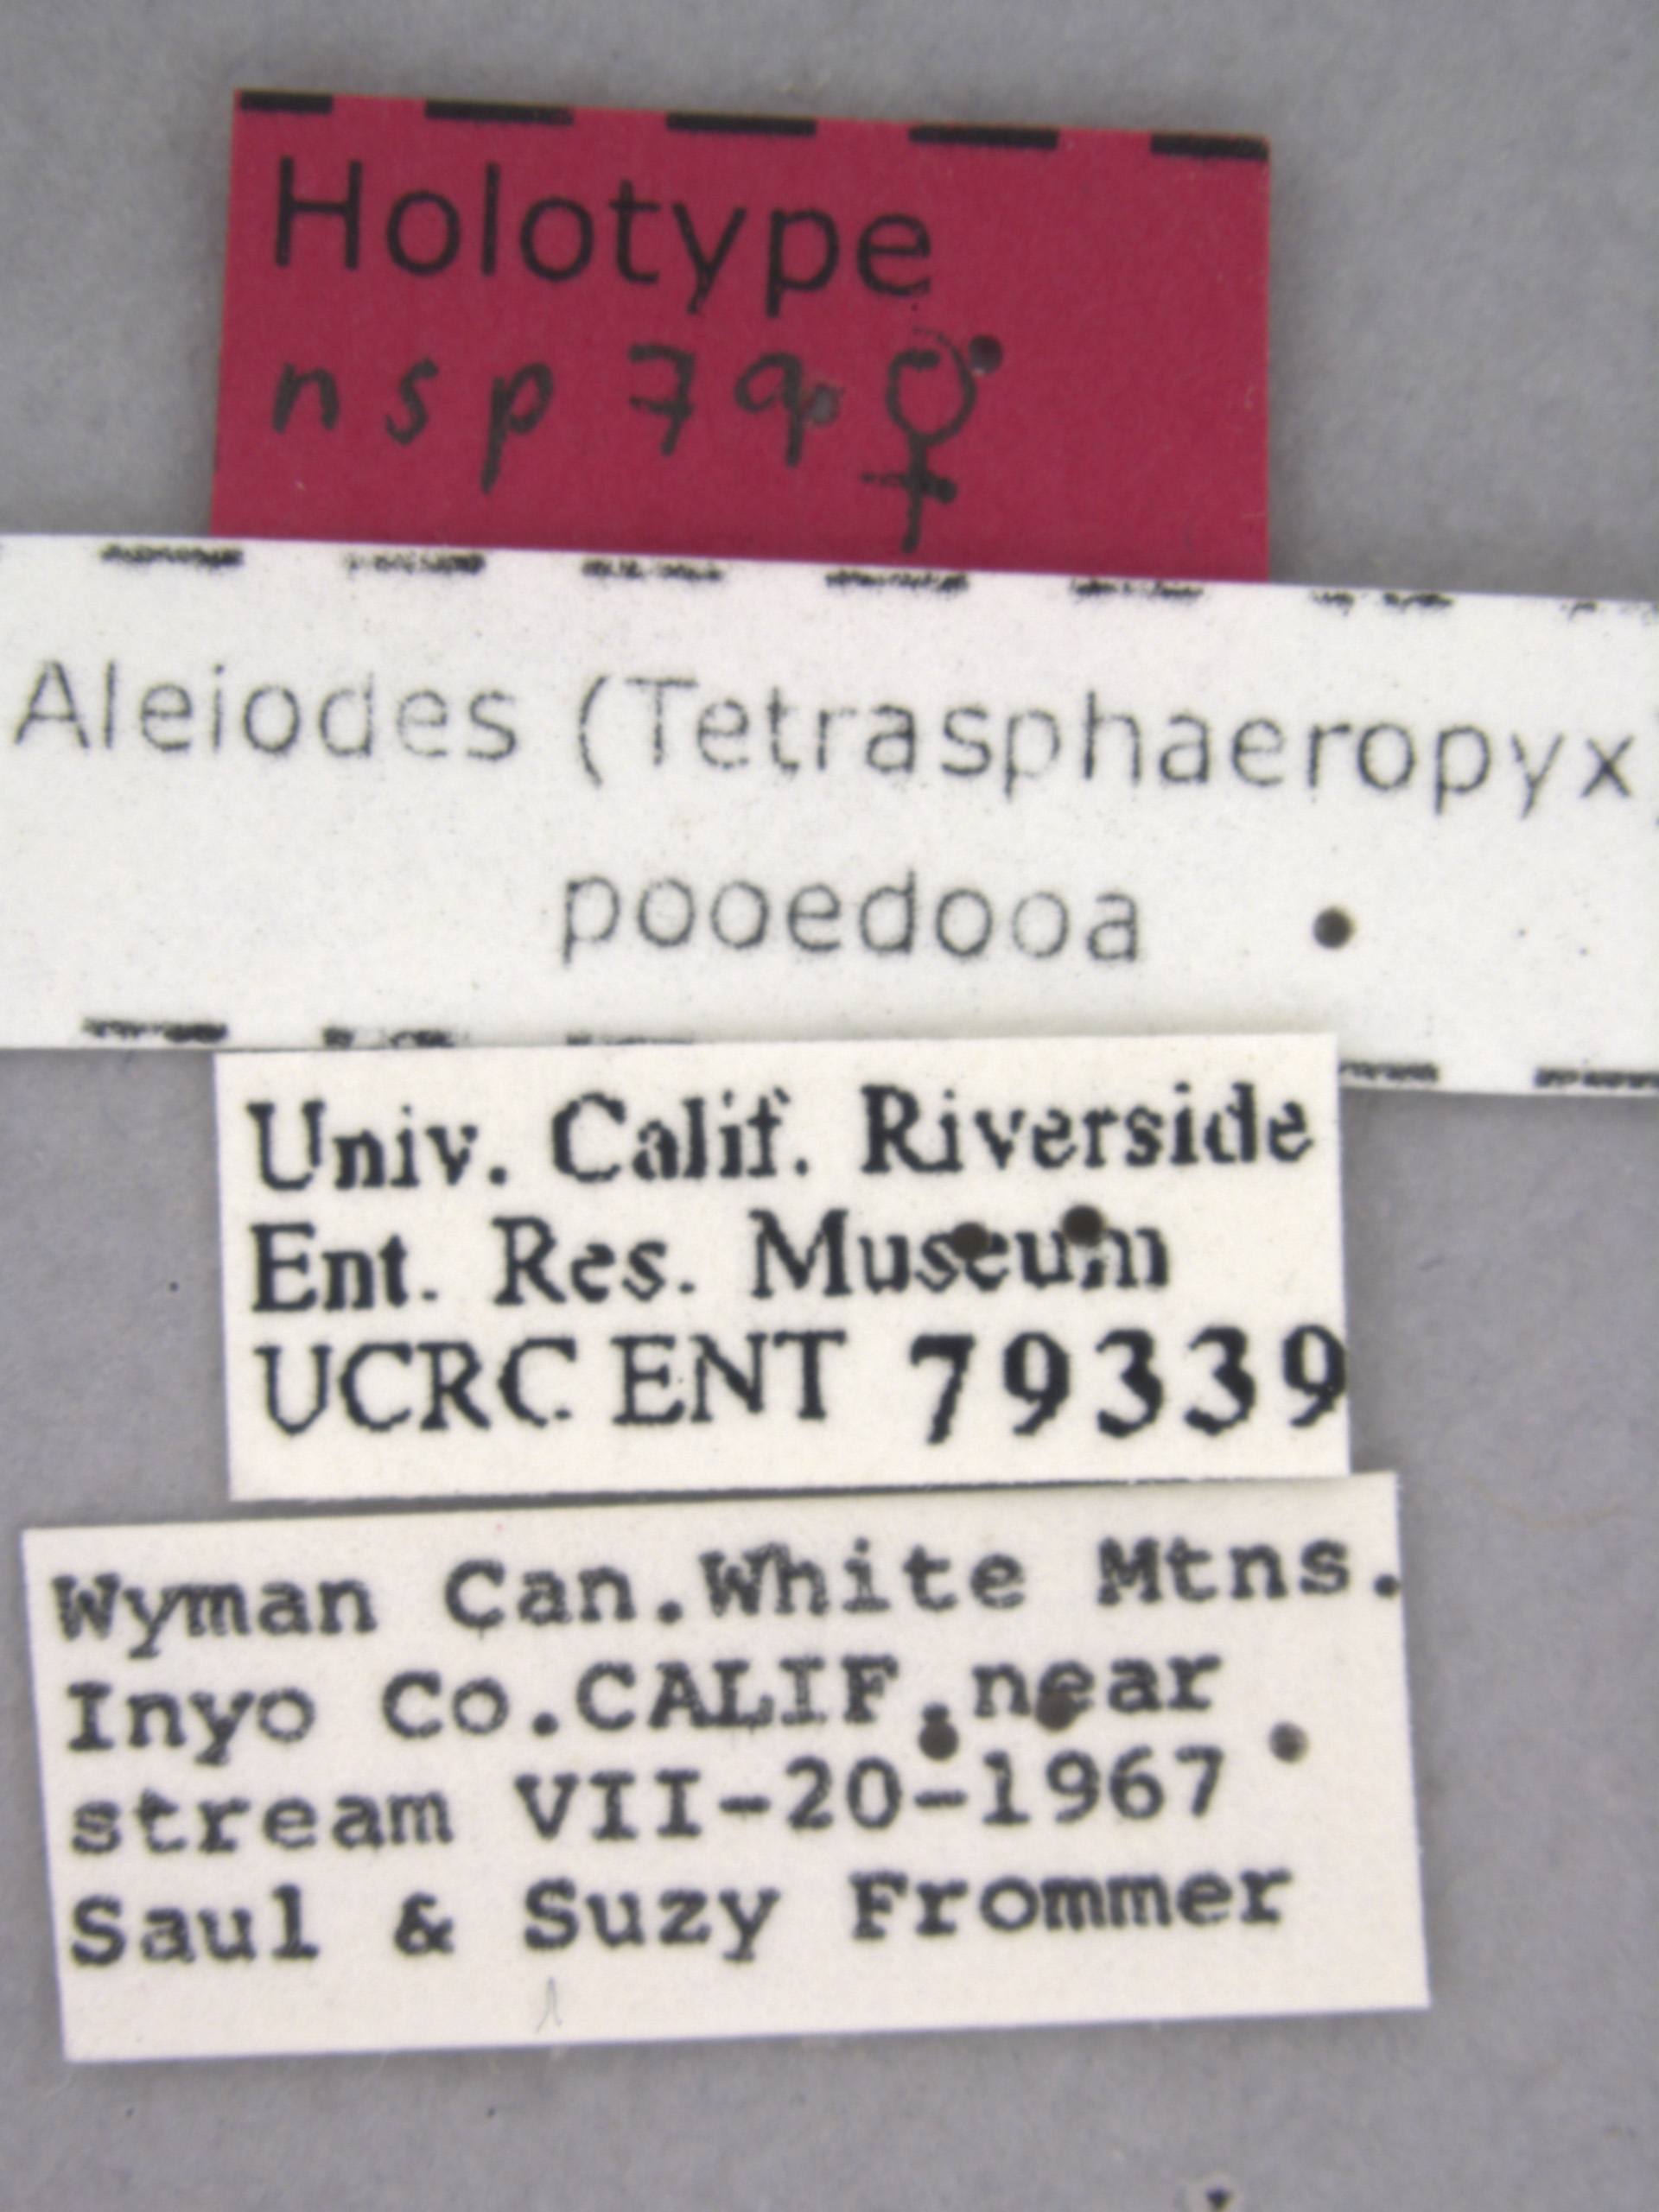 Holotype
nsp 79 ♀
Aleiodes (Tetrasphaeropyx)
pooedooa
Univ. Calif. Riverside
Ent. Res. Museum
UCRC ENT 79339
Wyman Can.White Mtns.
Inyo Co.CALIF.near
stream VII-20-1967
Saul & Suzy Frommer